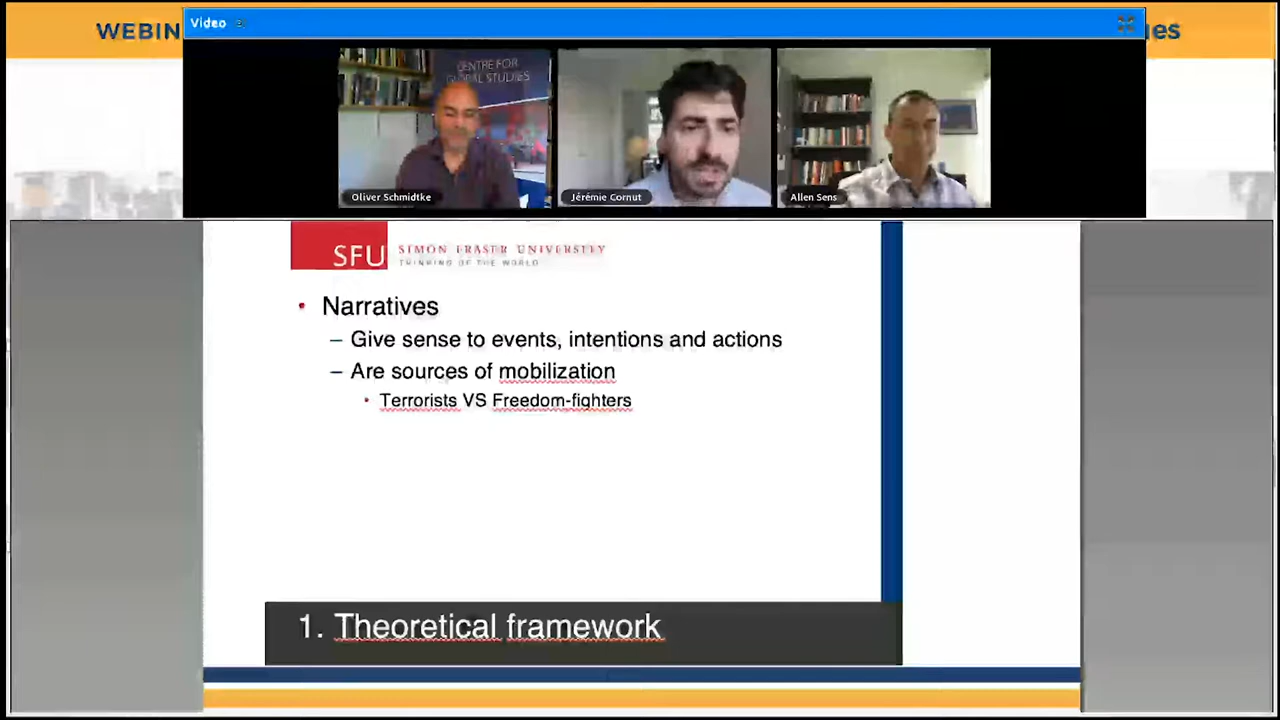 WEBIN
Video
CENTRE FOR
GLOBAL STUDIES
Oliver Schmidtke
Jérémie Cornut
Allen Sens
SFU
SIMON FRASER UNIVERSITY
THINKING OF THE WORLD
• Narratives
– Give sense to events, intentions and actions
– Are sources of mobilization
• Terrorists VS Freedom-fighters
1. Theoretical framework